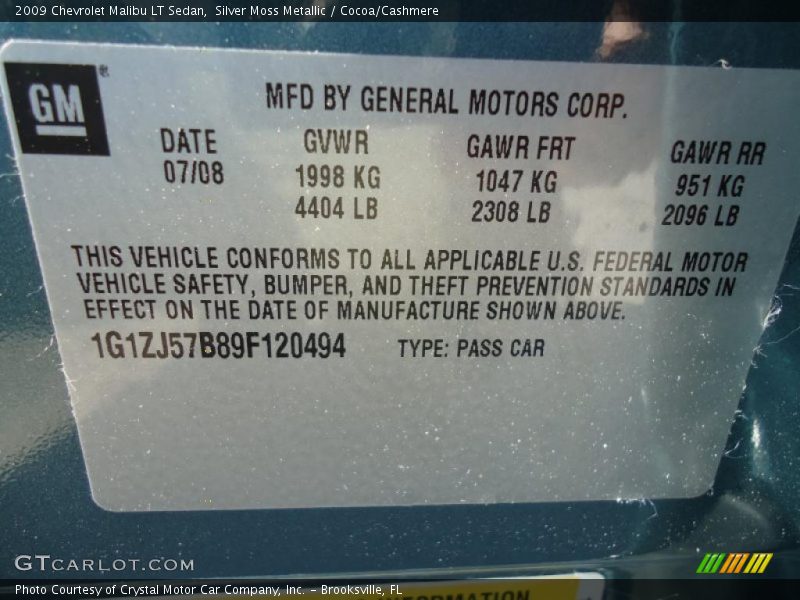 2009 Chevrolet Malibu LT Sedan, Silver Moss Metallic / Cocoa/Cashmere
GM®
MFD BY GENERAL MOTORS CORP.
DATE GVWR GAWR FRT GAWR RR
07/08 1998 KG 1047 KG 951 KG
4404 LB 2308 LB 2096 LB
THIS VEHICLE CONFORMS TO ALL APPLICABLE U.S. FEDERAL MOTOR
VEHICLE SAFETY, BUMPER, AND THEFT PREVENTION STANDARDS IN
EFFECT ON THE DATE OF MANUFACTURE SHOWN ABOVE.
1G1ZJ57B89F120494 TYPE: PASS CAR
GTCARLOT.COM
Photo Courtesy of Crystal Motor Car Company, Inc. - Brooksville, FL
INFORMATION